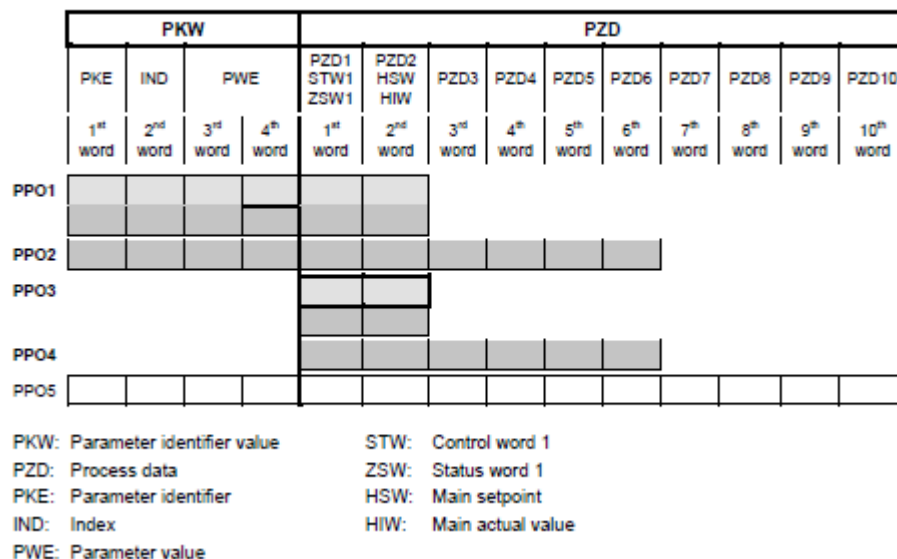 PKW PZD
PKE IND PWE PZD1 STW1 ZSW1 PZD2 HSW HIW PZD3 PZD4 PZD5 PZD6 PZD7 PZD8 PZD9 PZD10
1st word 2nd word 3rd word 4th word 1st word 2nd word 3rd word 4th word 5th word 6th word 7th word 8th word 9th word 10th word
PPO1
PPO2
PPO3
PPO4
PPO5
PKW: Parameter identifier value STW: Control word 1
PZD: Process data ZSW: Status word 1
PKE: Parameter identifier HSW: Main setpoint
IND: Index HIW: Main actual value
PWE: Parameter value